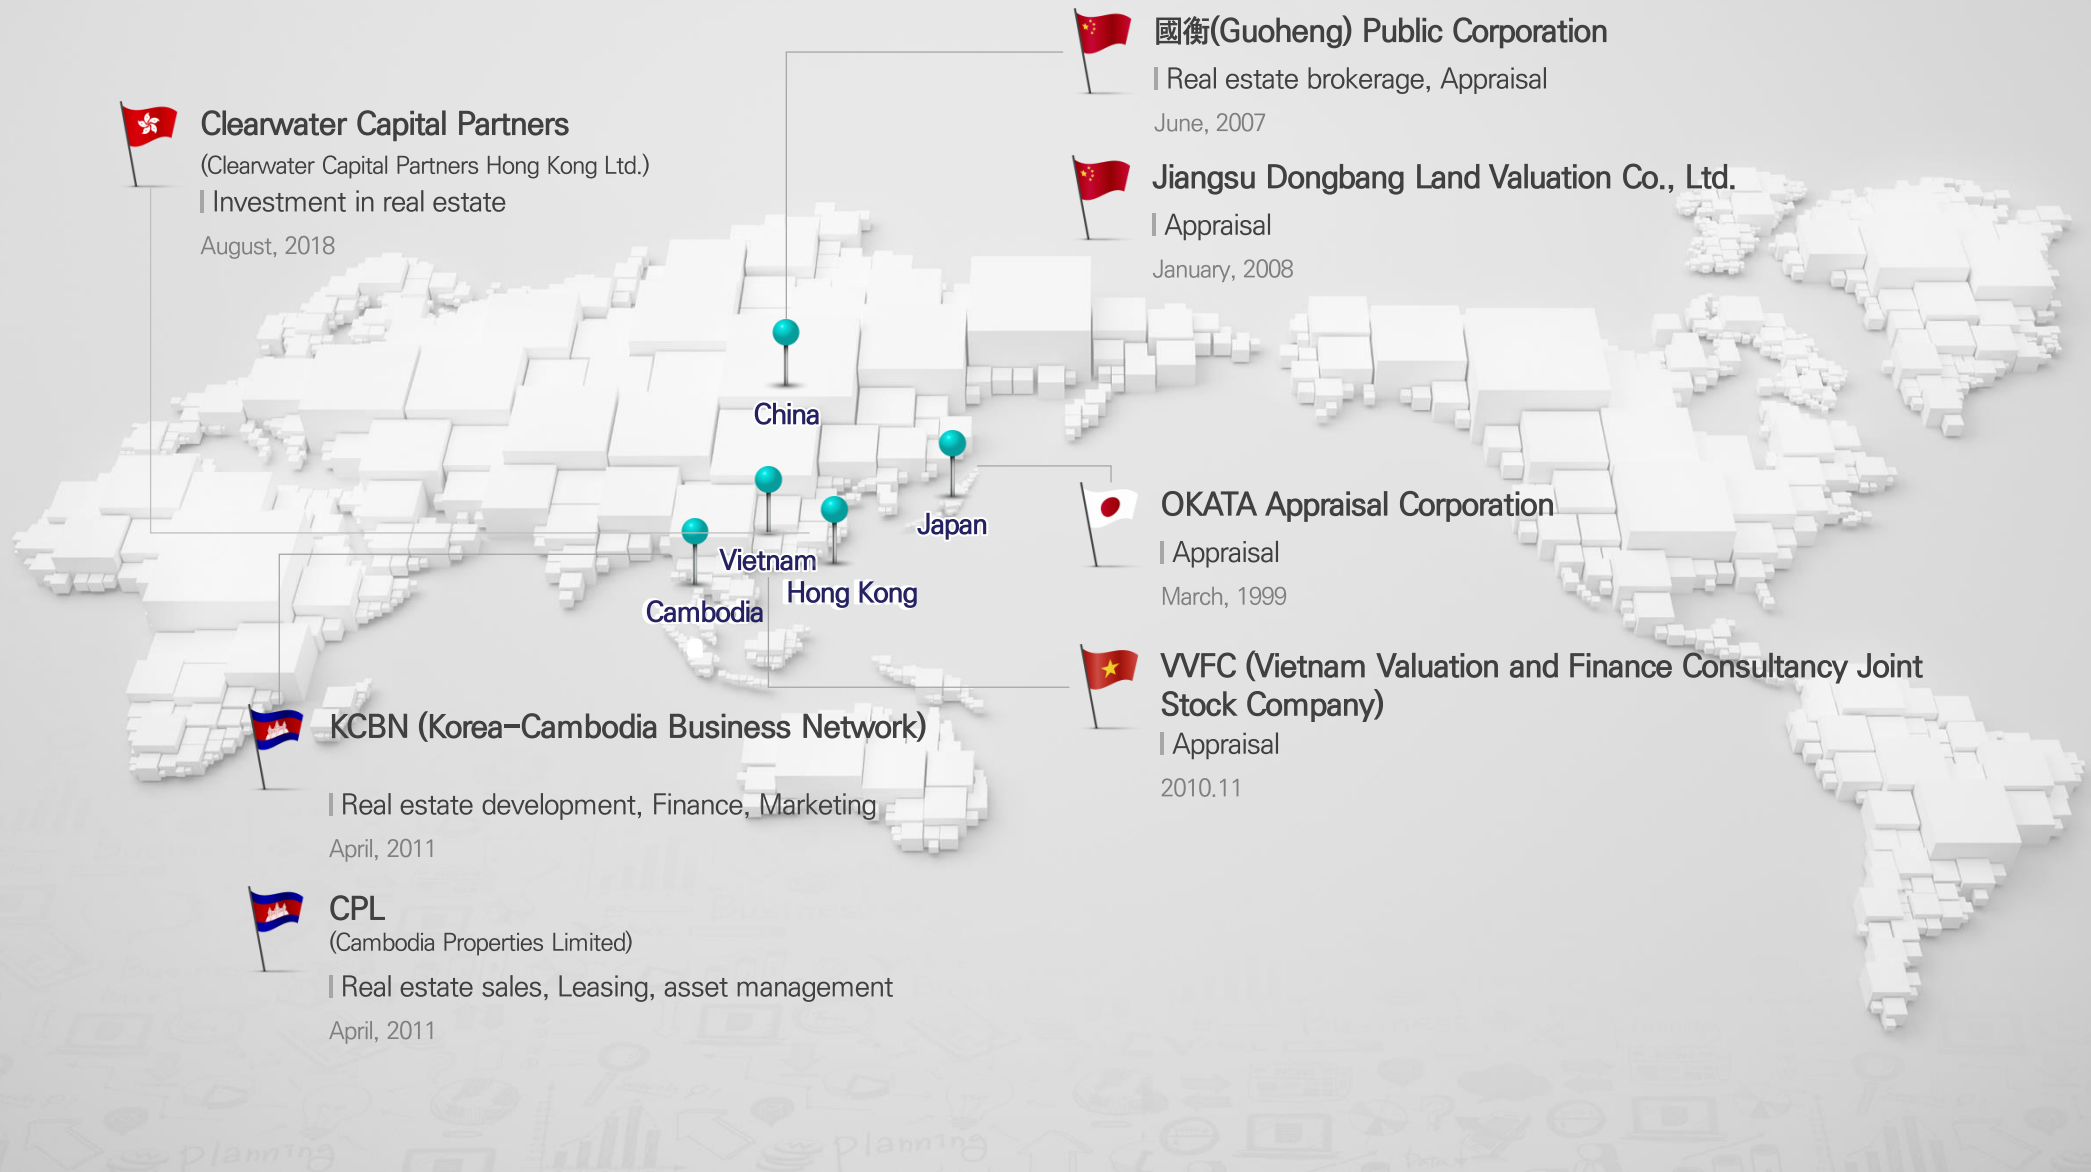 Clearwater Capital Partners
(Clearwater Capital Partners Hong Kong Ltd.)
Investment in real estate
August, 2018
國衡(Guoheng) Public Corporation
Real estate brokerage, Appraisal
June, 2007
Jiangsu Dongbang Land Valuation Co., Ltd.
Appraisal
January, 2008
China
Japan
Vietnam
Hong Kong
Cambodia
OKATA Appraisal Corporation
Appraisal
March, 1999
VVFC (Vietnam Valuation and Finance Consultancy Joint
Stock Company)
Appraisal
2010.11
KCBN (Korea-Cambodia Business Network)
Real estate development, Finance, Marketing
April, 2011
CPL
(Cambodia Properties Limited)
Real estate sales, Leasing, asset management
April, 2011
Planning
Planning